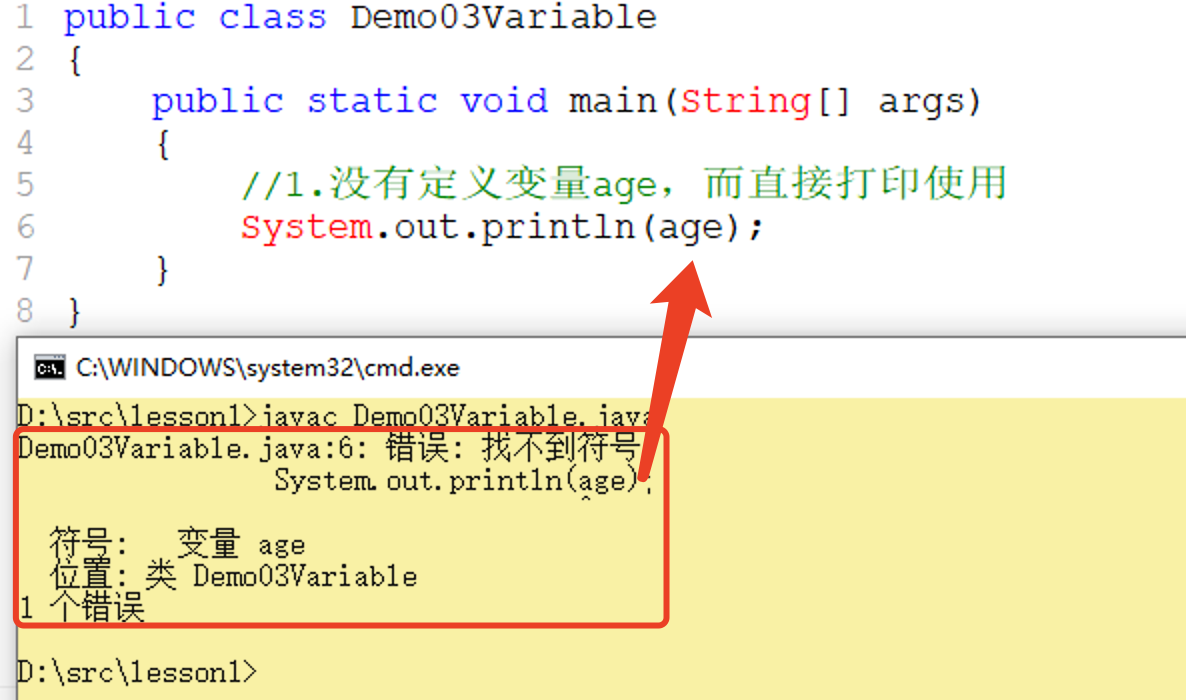 1 public class Demo03Variable
2 {
3 public static void main(String[] args)
4 {
5 //1.没有定义变量age，而直接打印使用
6 System.out.println(age);
7 }
8 }
C:\WINDOWS\system32\cmd.exe
D:\src\lesson1>javac Demo03Variable.java
Demo03Variable.java:6: 错误: 找不到符号
System.out.println(age);
^
符号:   变量 age
位置: 类 Demo03Variable
1 个错误
D:\src\lesson1>